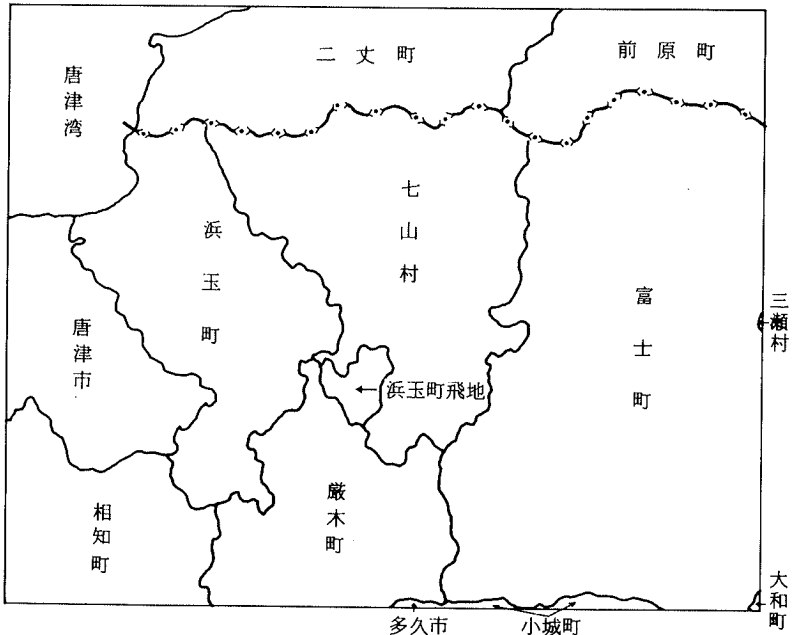 二丈町
前原町
唐津湾
七山村
浜玉町
富士町
三瀬村
唐津市
浜玉町飛地
厳木町
相知町
大和町
多久市
小城町